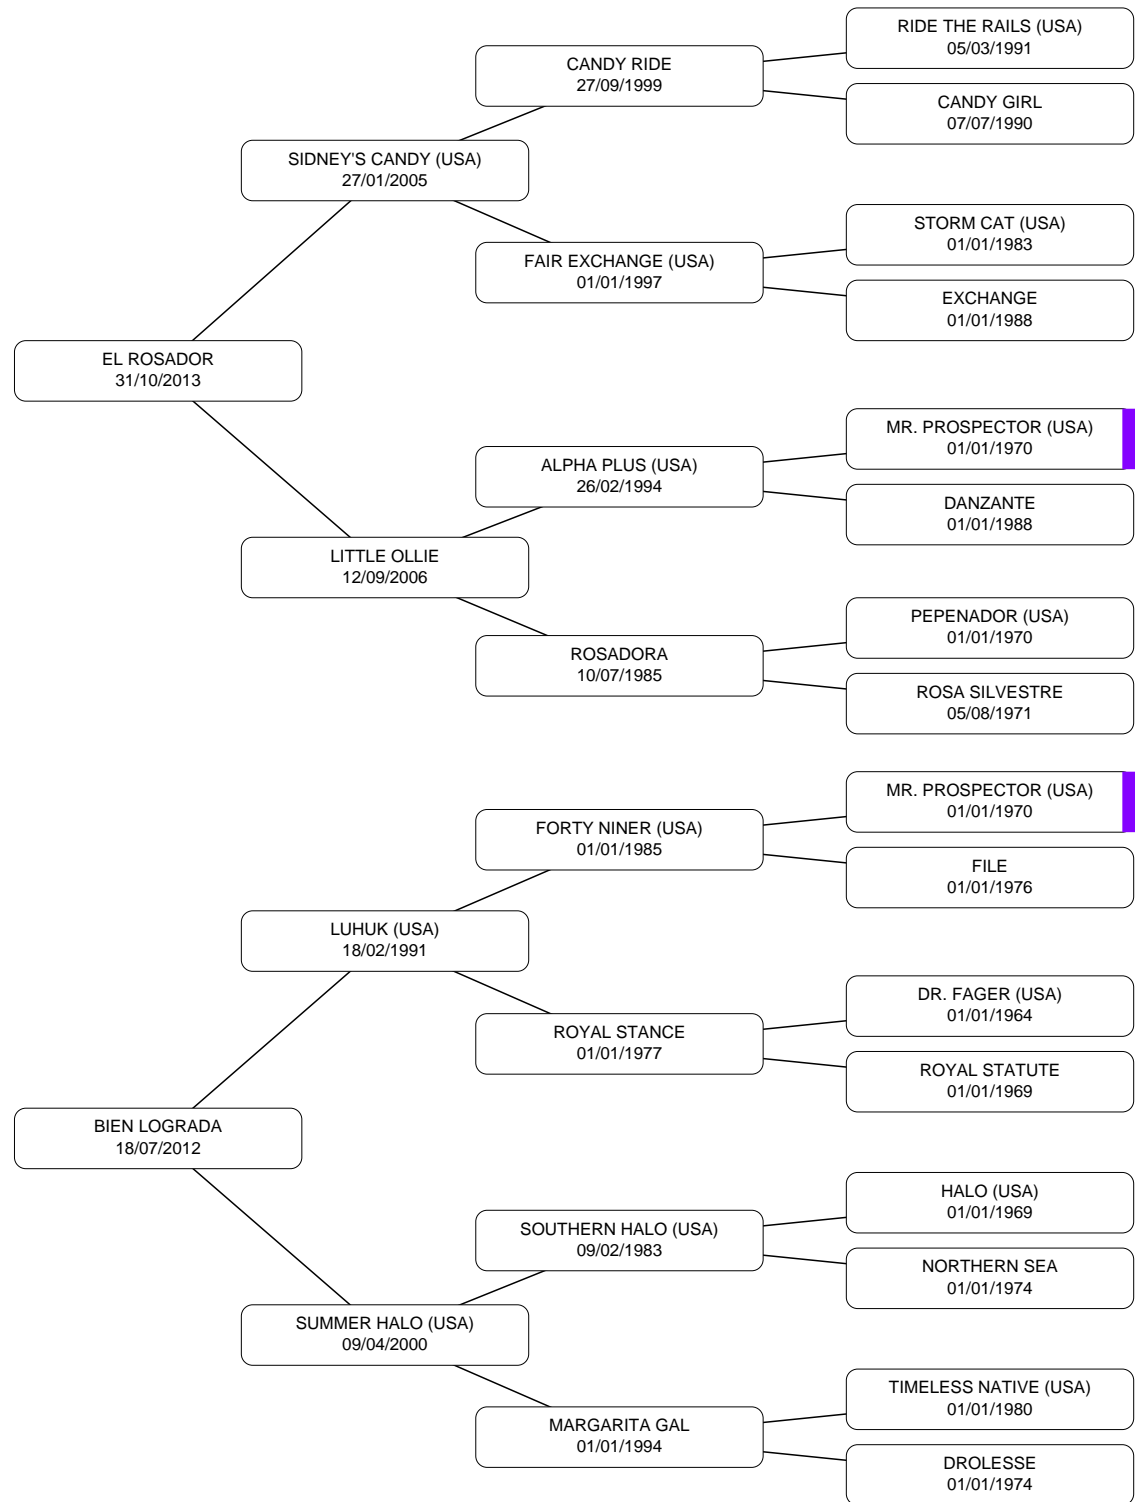 RIDE THE RAILS (USA)
05/03/1991
CANDY RIDE
27/09/1999
CANDY GIRL
07/07/1990
SIDNEY'S CANDY (USA)
27/01/2005
STORM CAT (USA)
01/01/1983
FAIR EXCHANGE (USA)
01/01/1997
EXCHANGE
01/01/1988
EL ROSADOR
31/10/2013
MR. PROSPECTOR (USA)
01/01/1970
ALPHA PLUS (USA)
26/02/1994
DANZANTE
01/01/1988
LITTLE OLLIE
12/09/2006
PEPENADOR (USA)
01/01/1970
ROSADORA
10/07/1985
ROSA SILVESTRE
05/08/1971
MR. PROSPECTOR (USA)
01/01/1970
FORTY NINER (USA)
01/01/1985
FILE
01/01/1976
LUHUK (USA)
18/02/1991
DR. FAGER (USA)
01/01/1964
ROYAL STANCE
01/01/1977
ROYAL STATUTE
01/01/1969
BIEN LOGRADA
18/07/2012
HALO (USA)
01/01/1969
SOUTHERN HALO (USA)
09/02/1983
NORTHERN SEA
01/01/1974
SUMMER HALO (USA)
09/04/2000
TIMELESS NATIVE (USA)
01/01/1980
MARGARITA GAL
01/01/1994
DROLESSE
01/01/1974